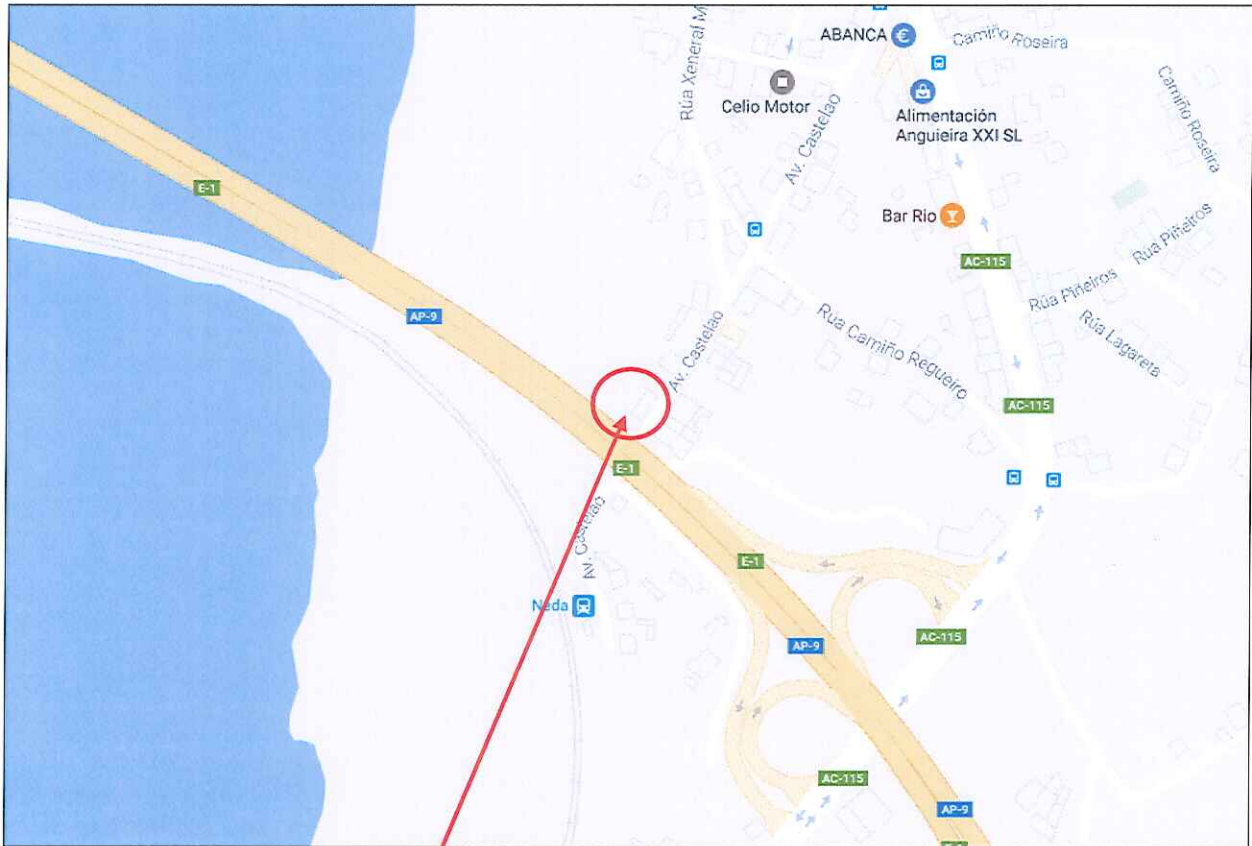 ABANCA
Camiño Roseira
Rúa Xeneral M
Celio Motor
Alimentación
Anguieira XXI SL
Av. Castelao
Camiño Roseira
E-1
Bar Rio
Rúa Piñeiros
AC-115
Rúa Piñeiros
AP-9
Rúa Camiño Regueiro
Rúa Lagareta
Av. Castelao
AC-115
E-1
Av. Castelao
E-1
Neda
AC-115
AP-9
AC-115
AP-9